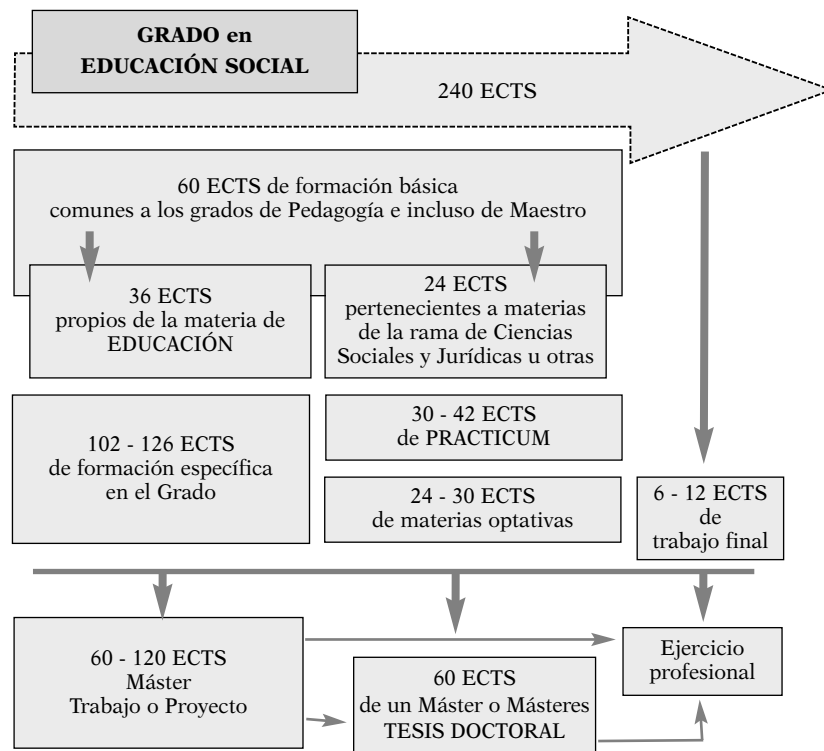 GRADO en
EDUCACIÓN SOCIAL
240 ECTS
60 ECTS de formación básica
comunes a los grados de Pedagogía e incluso de Maestro
36 ECTS
propios de la materia de
EDUCACIÓN
24 ECTS
pertenecientes a materias
de la rama de Ciencias
Sociales y Jurídicas u otras
102 - 126 ECTS
de formación específica
en el Grado
30 - 42 ECTS
de PRACTICUM
24 - 30 ECTS
de materias optativas
6 - 12 ECTS
de
trabajo final
60 - 120 ECTS
Máster
Trabajo o Proyecto
60 ECTS
de un Máster o Másteres
TESIS DOCTORAL
Ejercicio
profesional